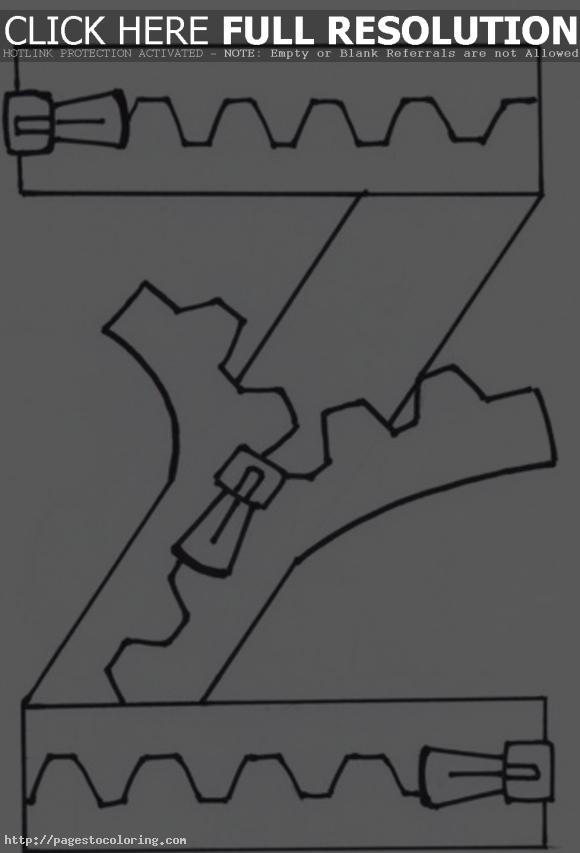 CLICK HERE FULL RESOLUTION
HOTLINK PROTECTION ACTIVATED - NOTE: Empty or Blank Referrals are not Allowed
http://pagestocoloring.com